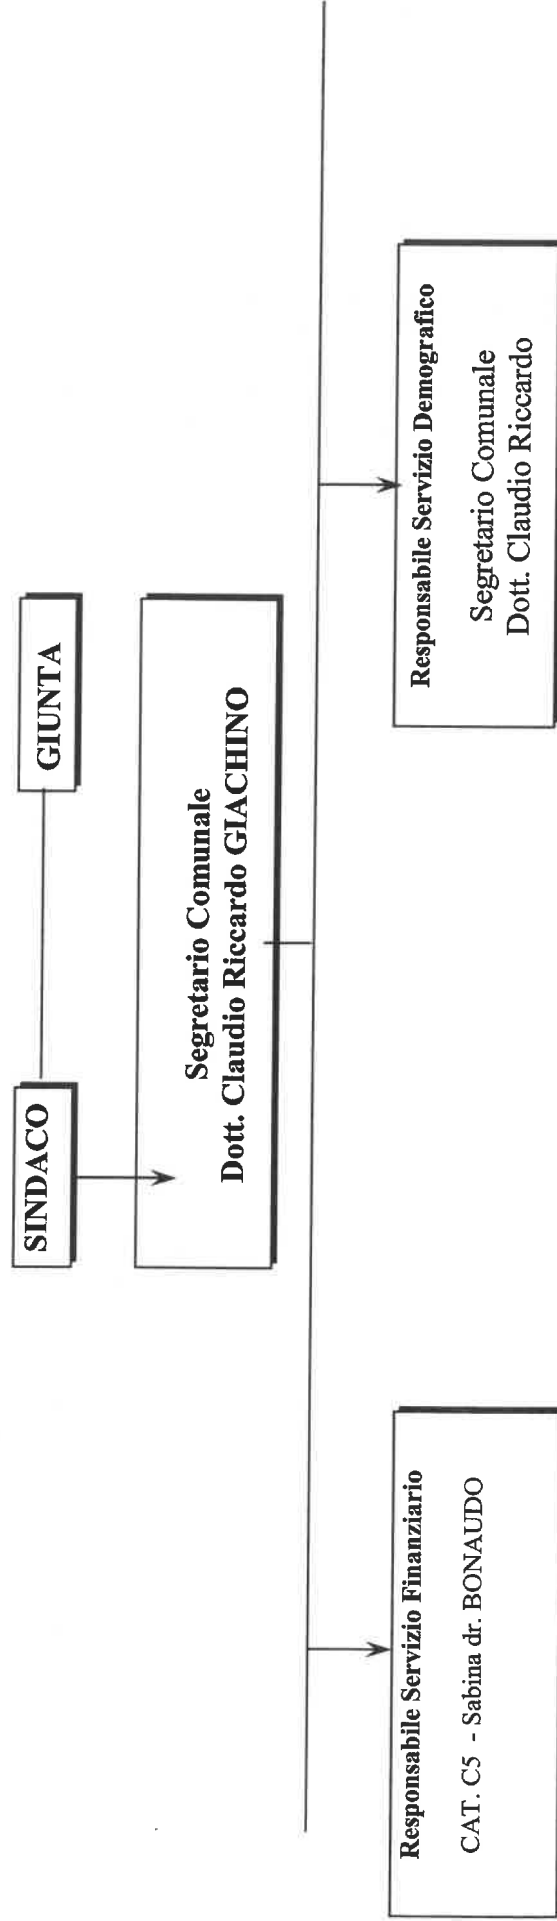 SINDACO
GIUNTA
Segretario Comunale
Dott. Claudio Riccardo GIACHINO
Responsabile Servizio Finanziario
CAT. C5 - Sabina dr. BONAUDO
Responsabile Servizio Demografico
Segretario Comunale
Dott. Claudio Riccardo